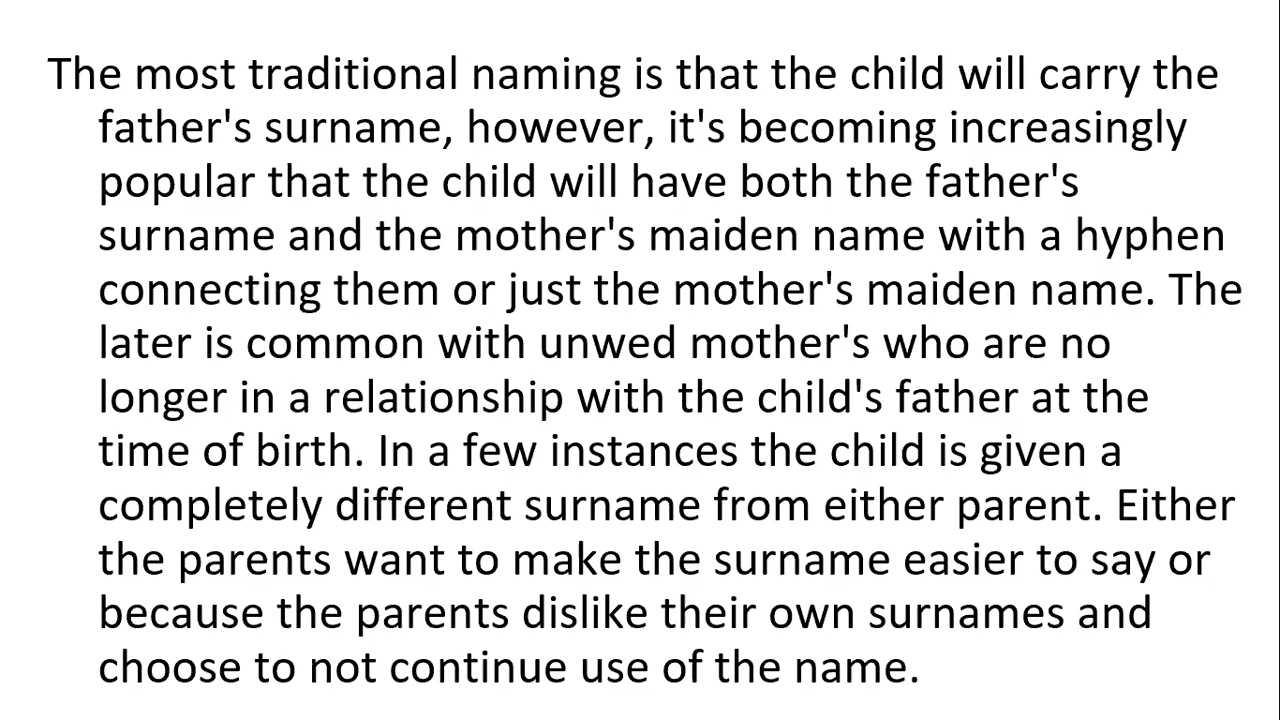 The most traditional naming is that the child will carry the
father's surname, however, it's becoming increasingly
popular that the child will have both the father's
surname and the mother's maiden name with a hyphen
connecting them or just the mother's maiden name. The
later is common with unwed mother's who are no
longer in a relationship with the child's father at the
time of birth. In a few instances the child is given a
completely different surname from either parent. Either
the parents want to make the surname easier to say or
because the parents dislike their own surnames and
choose to not continue use of the name.